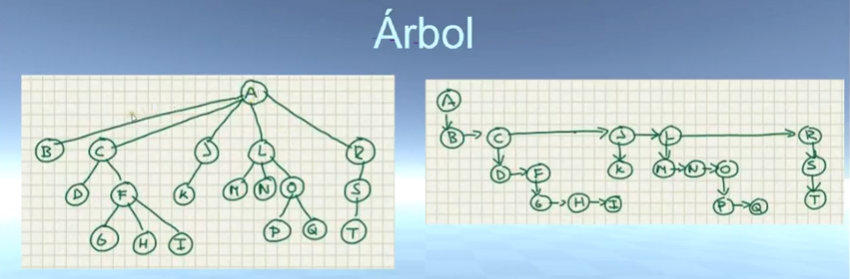 Árbol
A
B C J L R
D F K M N O S
G H I P Q T
A
B C J L R
D F K M N O S
G H I P Q T